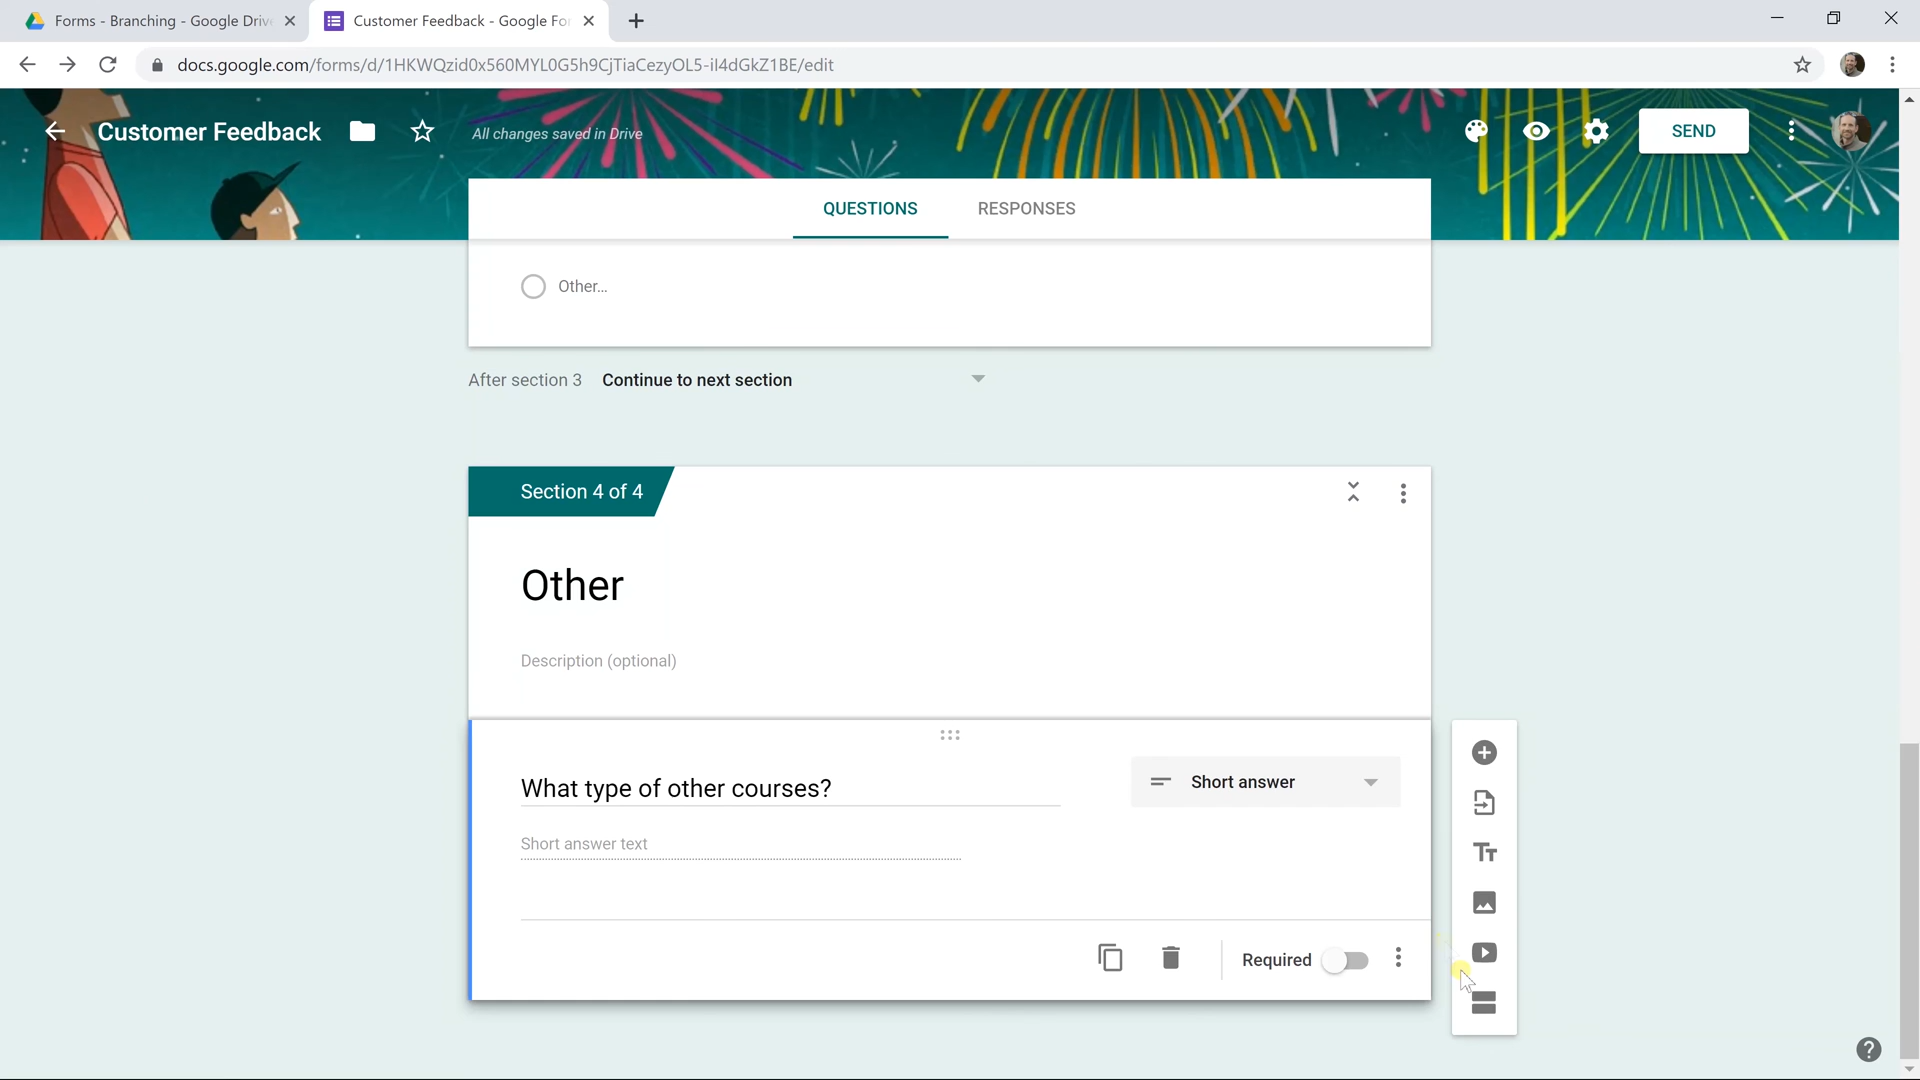 Forms - Branching - Google Driv
Customer Feedback - Google For
docs.google.com/forms/d/1HKWQzid0x560MYL0G5h9CjTiaCezyOL5-iI4dGkZ1BE/edit
Customer Feedback
All changes saved in Drive
SEND
QUESTIONS
RESPONSES
Other...
After section 3 Continue to next section
Section 4 of 4
Other
Description (optional)
What type of other courses?
Short answer
Short answer text
Required